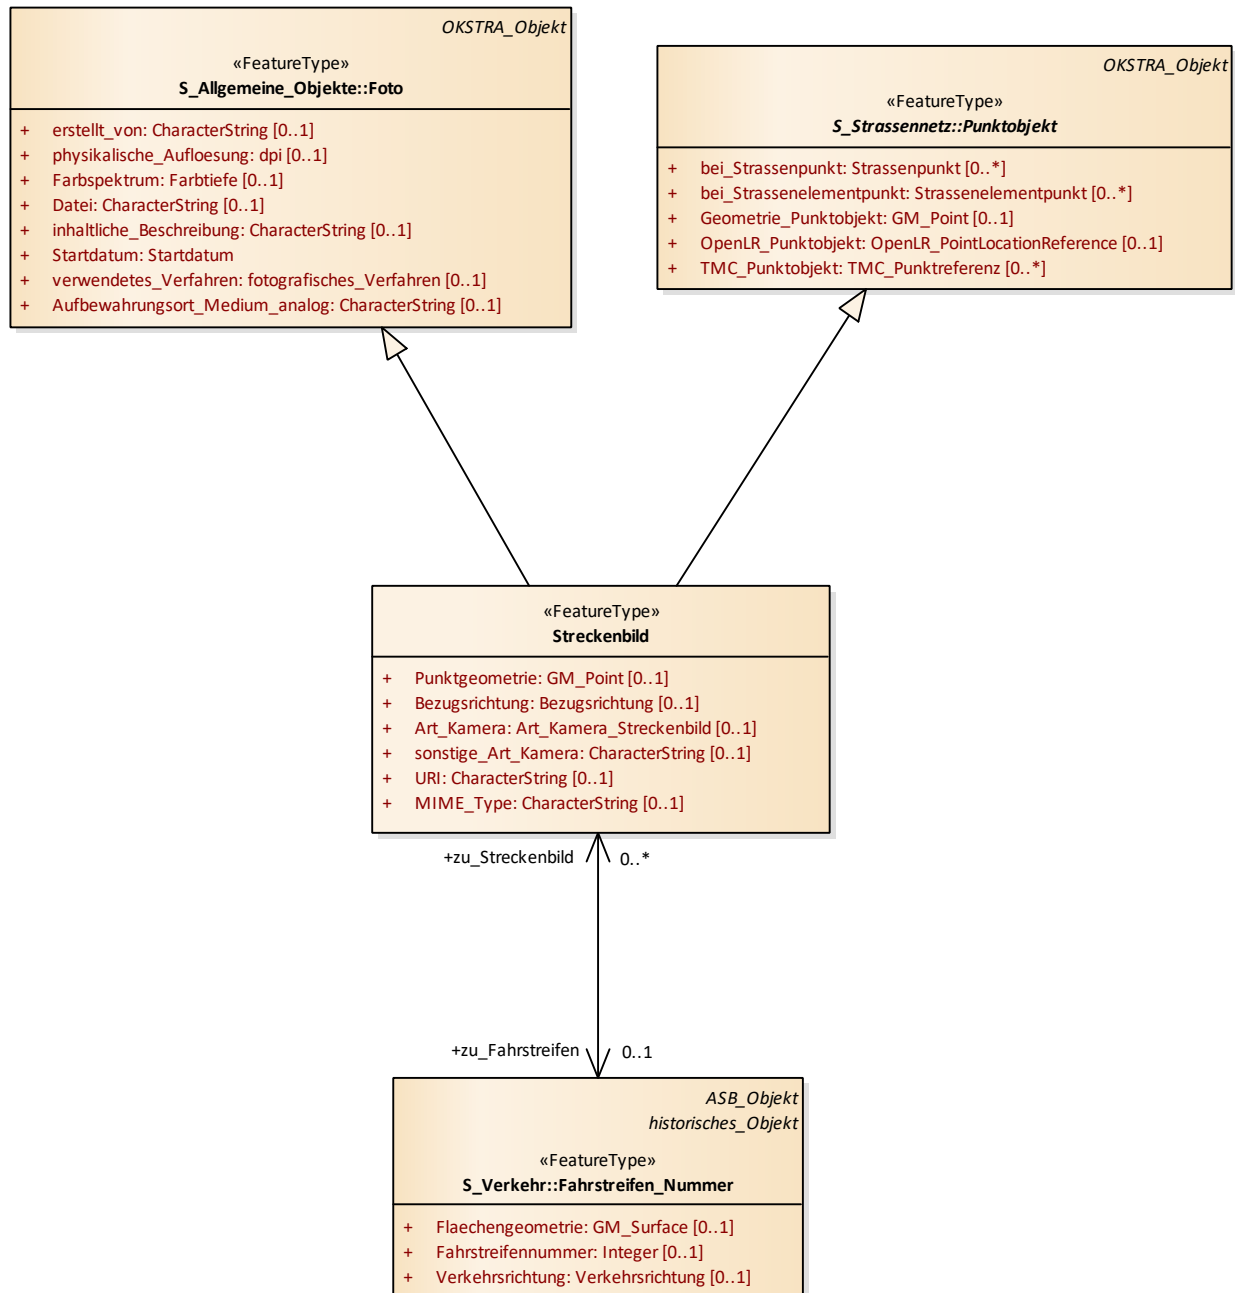 OKSTRA_Objekt
«FeatureType»
S_Allgemeine_Objekte::Foto
+ erstellt_von: CharacterString [0..1]
+ physikalische_Aufloesung: dpi [0..1]
+ Farbspektrum: Farbtiefe [0..1]
+ Datei: CharacterString [0..1]
+ inhaltliche_Beschreibung: CharacterString [0..1]
+ Startdatum: Startdatum
+ verwendetes_Verfahren: fotografisches_Verfahren [0..1]
+ Aufbewahrungsort_Medium_analog: CharacterString [0..1]
OKSTRA_Objekt
«FeatureType»
S_Strassennetz::Punktobjekt
+ bei_Strassenpunkt: Strassenpunkt [0..*]
+ bei_Strassenelementpunkt: Strassenelementpunkt [0..*]
+ Geometrie_Punktobjekt: GM_Point [0..1]
+ OpenLR_Punktobjekt: OpenLR_PointLocationReference [0..1]
+ TMC_Punktobjekt: TMC_Punktreferenz [0..*]
«FeatureType»
Streckenbild
+ Punktgeometrie: GM_Point [0..1]
+ Bezugsrichtung: Bezugsrichtung [0..1]
+ Art_Kamera: Art_Kamera_Streckenbild [0..1]
+ sonstige_Art_Kamera: CharacterString [0..1]
+ URI: CharacterString [0..1]
+ MIME_Type: CharacterString [0..1]
+zu_Streckenbild 0..*
+zu_Fahrstreifen 0..1
ASB_Objekt
historisches_Objekt
«FeatureType»
S_Verkehr::Fahrstreifen_Nummer
+ Flaechengeometrie: GM_Surface [0..1]
+ Fahrstreifennummer: Integer [0..1]
+ Verkehrsrichtung: Verkehrsrichtung [0..1]